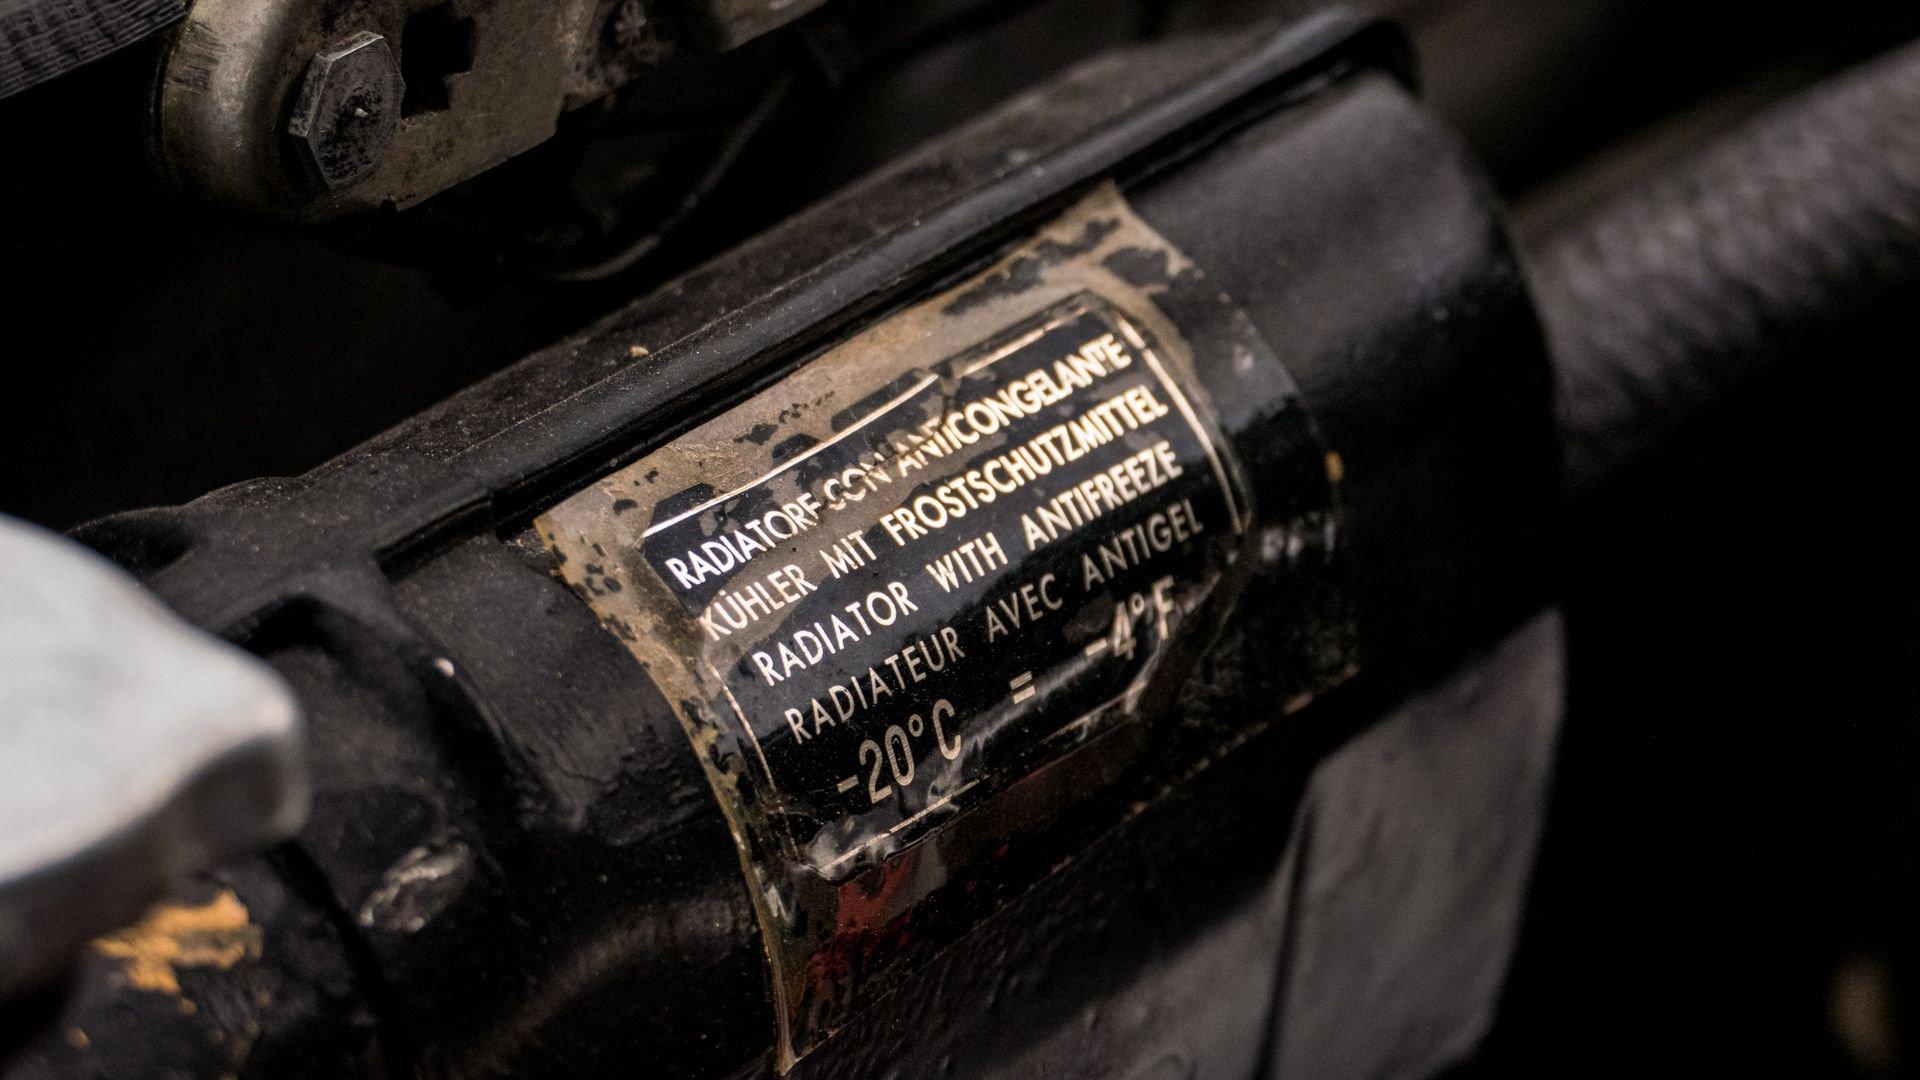 RADIATORE CON ANTICONGELANTE
KÜHLER MIT FROSTSCHUTZMITTEL
RADIATOR WITH ANTIFREEZE
RADIATEUR AVEC ANTIGEL
-20°C = -4°F